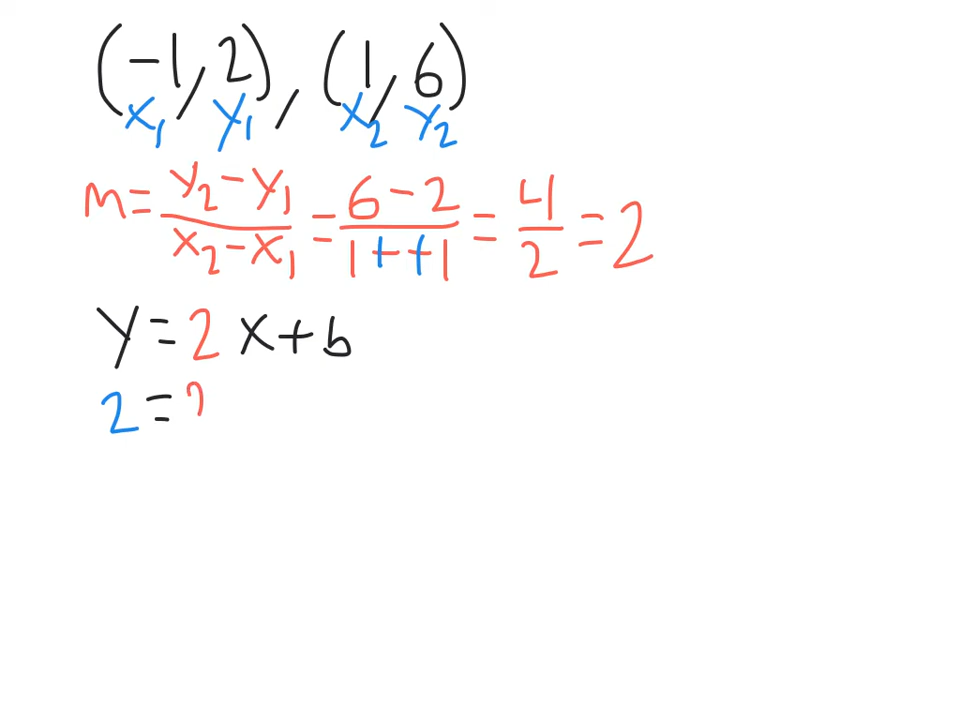 (-1, 2), (1, 6)
x₁ y₁ x₂ y₂
m = (y₂ - y₁)/(x₂ - x₁) = (6 - 2)/(1 + +1) = 4/2 = 2
y = 2x + b
2 =